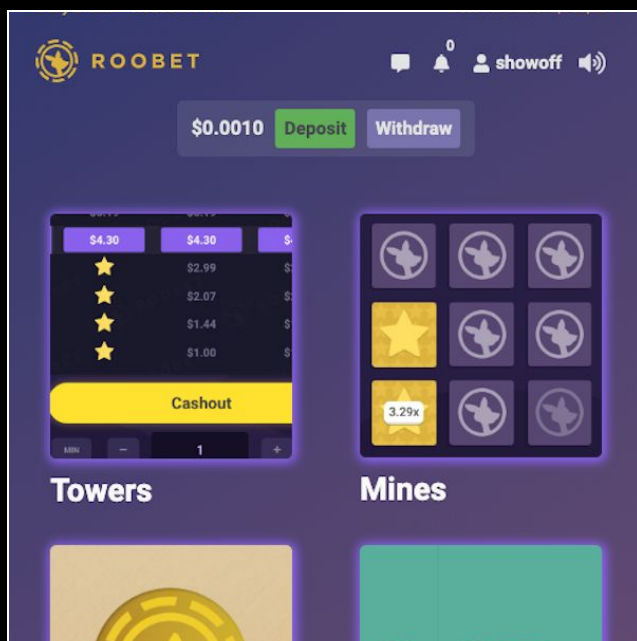 ROOBET
0
showoff
$0.0010 Deposit Withdraw
$4.30 $4.30
$2.99
$2.07
$1.44
$1.00
Cashout
MIN − 1 +
3.29x
Towers Mines